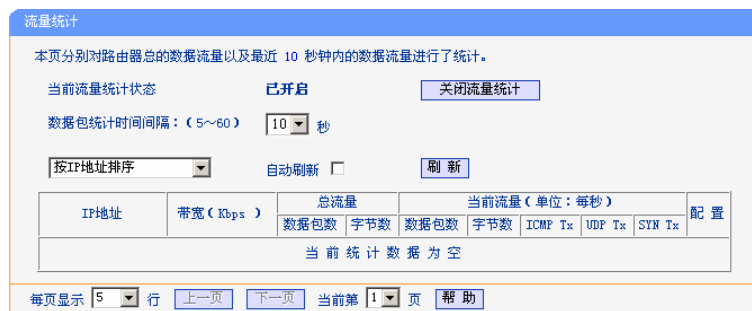 流量统计
本页分别对路由器总的数据流量以及最近 10 秒钟内的数据流量进行了统计。
当前流量统计状态 已开启 关闭流量统计
数据包统计时间间隔：（5～60） 10 秒
按IP地址排序 自动刷新 刷 新
IP地址 带宽（Kbps ） 总流量 当前流量（单位：每秒） 配 置
数据包数 字节数 数据包数 字节数 ICMP Tx UDP Tx SYN Tx
当 前 统 计 数 据 为 空
每页显示 5 行 上一页 下一页 当前第 1 页 帮 助